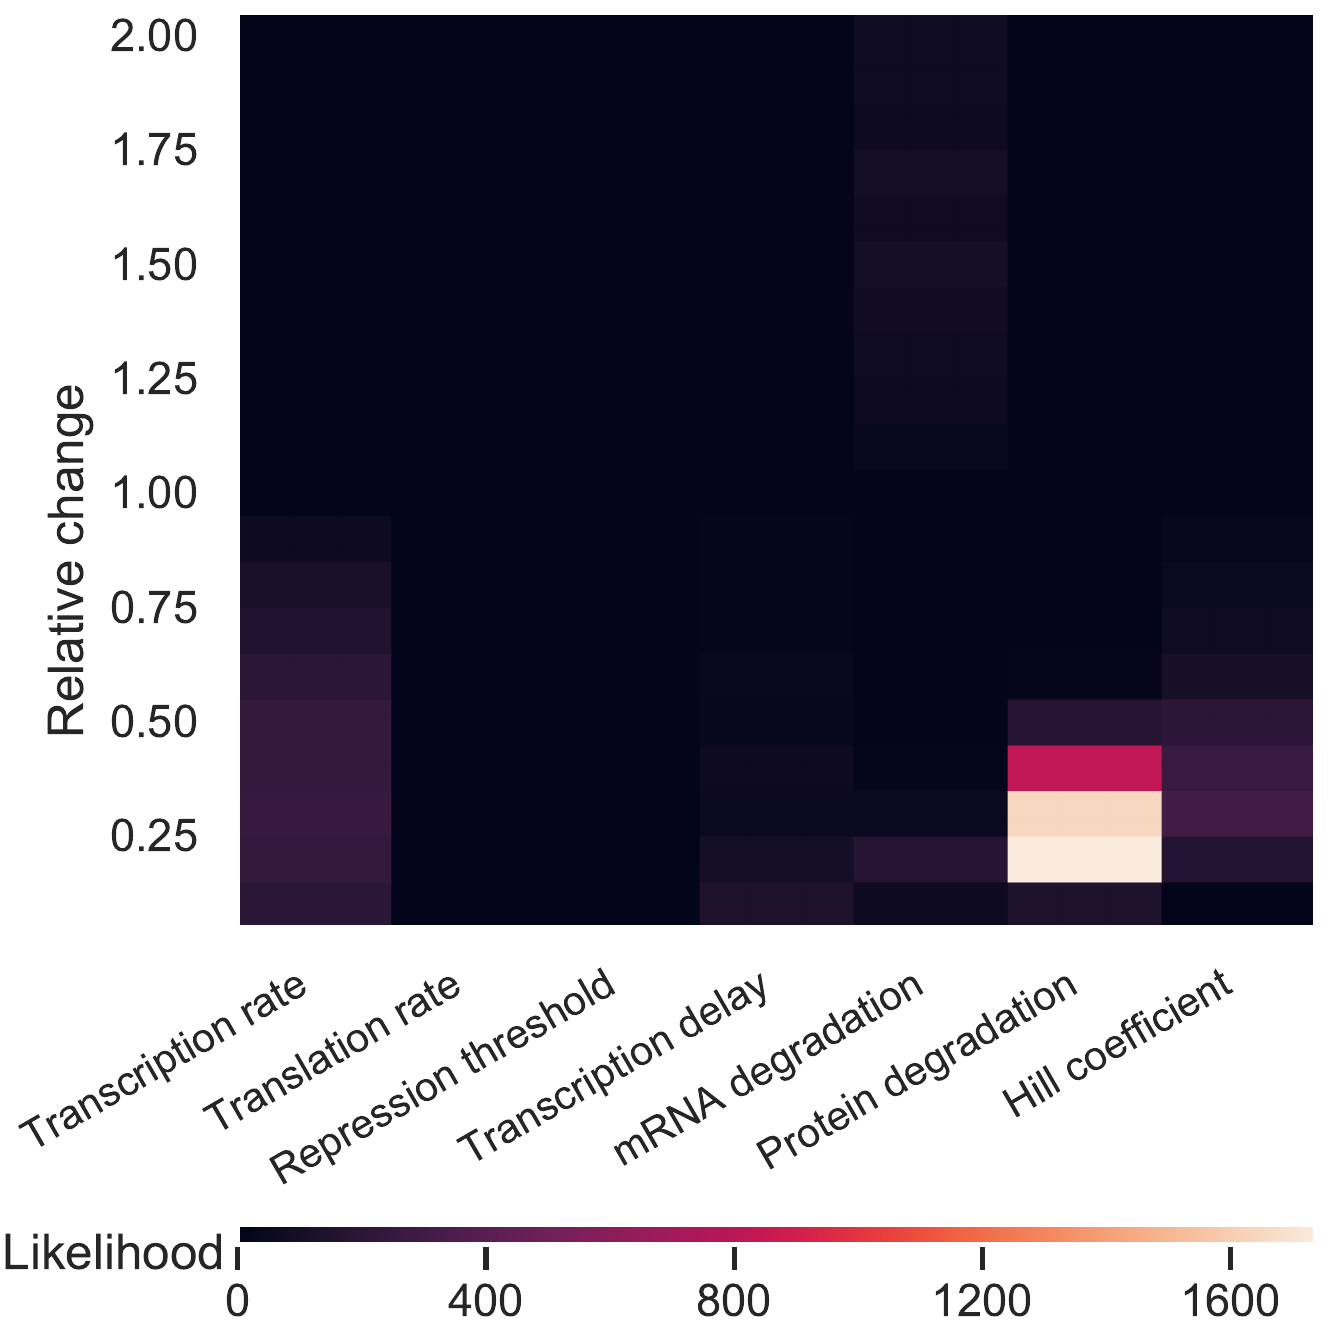 2.00
1.75
1.50
1.25
1.00
0.75
0.50
0.25
Relative change
Transcription rate
Translation rate
Repression threshold
Transcription delay
mRNA degradation
Protein degradation
Hill coefficient
Likelihood
0 400 800 1200 1600